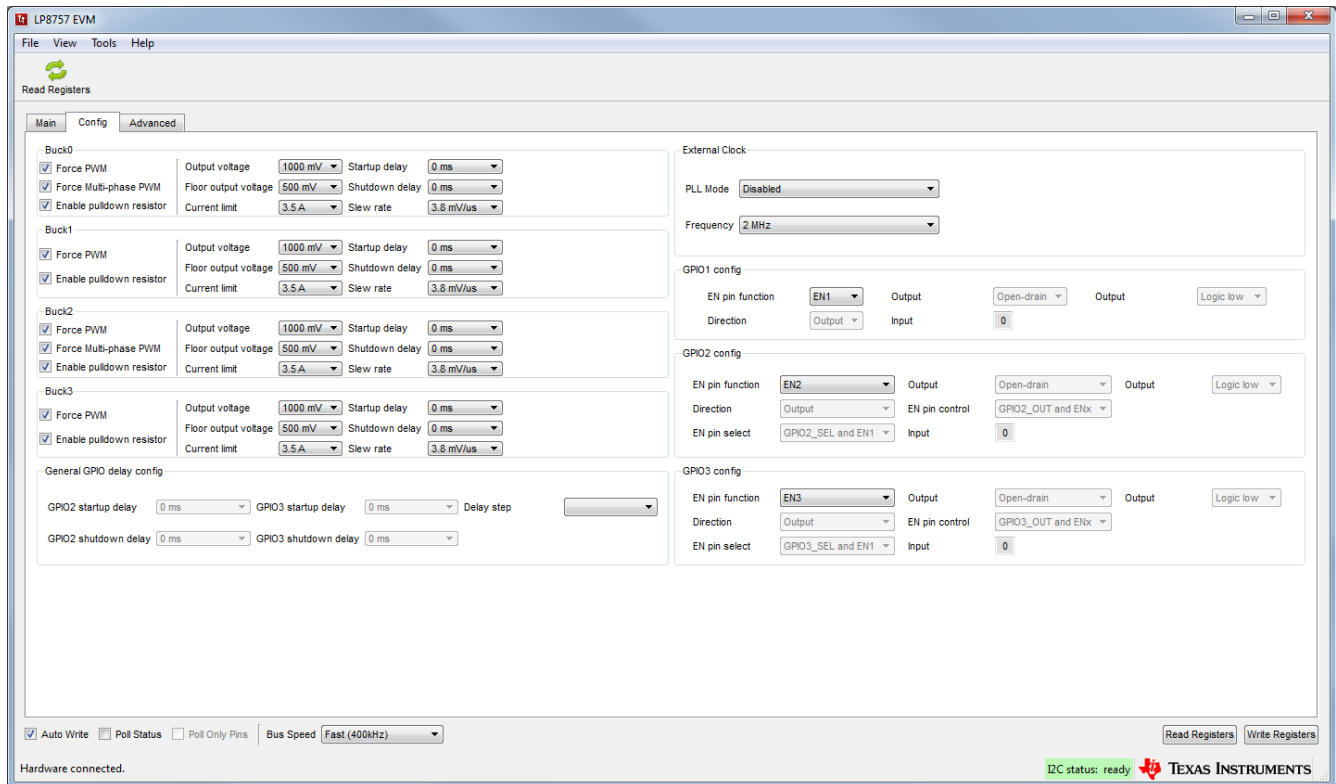 LP8757 EVM
File View Tools Help
Read Registers
Main Config Advanced
Buck0
Force PWM Output voltage 1000 mV Startup delay 0 ms
Force Multi-phase PWM Floor output voltage 500 mV Shutdown delay 0 ms
Enable pulldown resistor Current limit 3.5 A Slew rate 3.8 mV/us
Buck1
Force PWM Output voltage 1000 mV Startup delay 0 ms
Enable pulldown resistor Floor output voltage 500 mV Shutdown delay 0 ms
Current limit 3.5 A Slew rate 3.8 mV/us
Buck2
Force PWM Output voltage 1000 mV Startup delay 0 ms
Force Multi-phase PWM Floor output voltage 500 mV Shutdown delay 0 ms
Enable pulldown resistor Current limit 3.5 A Slew rate 3.8 mV/us
Buck3
Force PWM Output voltage 1000 mV Startup delay 0 ms
Enable pulldown resistor Floor output voltage 500 mV Shutdown delay 0 ms
Current limit 3.5 A Slew rate 3.8 mV/us
General GPIO delay config
GPIO2 startup delay 0 ms GPIO3 startup delay 0 ms Delay step
GPIO2 shutdown delay 0 ms GPIO3 shutdown delay 0 ms
External Clock
PLL Mode Disabled
Frequency 2 MHz
GPIO1 config
EN pin function EN1 Output Open-drain Output Logic low
Direction Output Input 0
GPIO2 config
EN pin function EN2 Output Open-drain Output Logic low
Direction Output EN pin control GPIO2_OUT and ENx
EN pin select GPIO2_SEL and EN1 Input 0
GPIO3 config
EN pin function EN3 Output Open-drain Output Logic low
Direction Output EN pin control GPIO3_OUT and ENx
EN pin select GPIO3_SEL and EN1 Input 0
Auto Write Poll Status Poll Only Pins Bus Speed Fast (400kHz) Read Registers Write Registers
Hardware connected. I2C status: ready TEXAS INSTRUMENTS